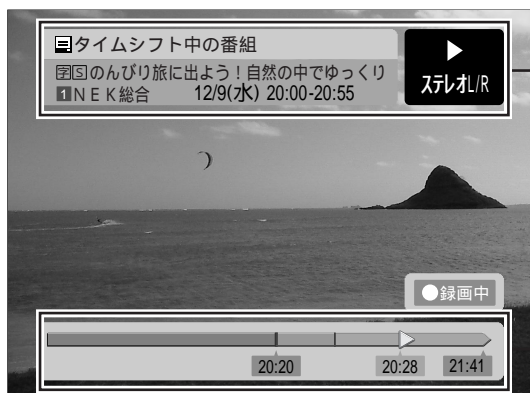 タイムシフト中の番組
字Sのんびり旅に出よう!自然の中でゆっくり
1NEK総合 12/9(水) 20:00-20:55
ステレオL/R
録画中
20:20 20:28 21:41